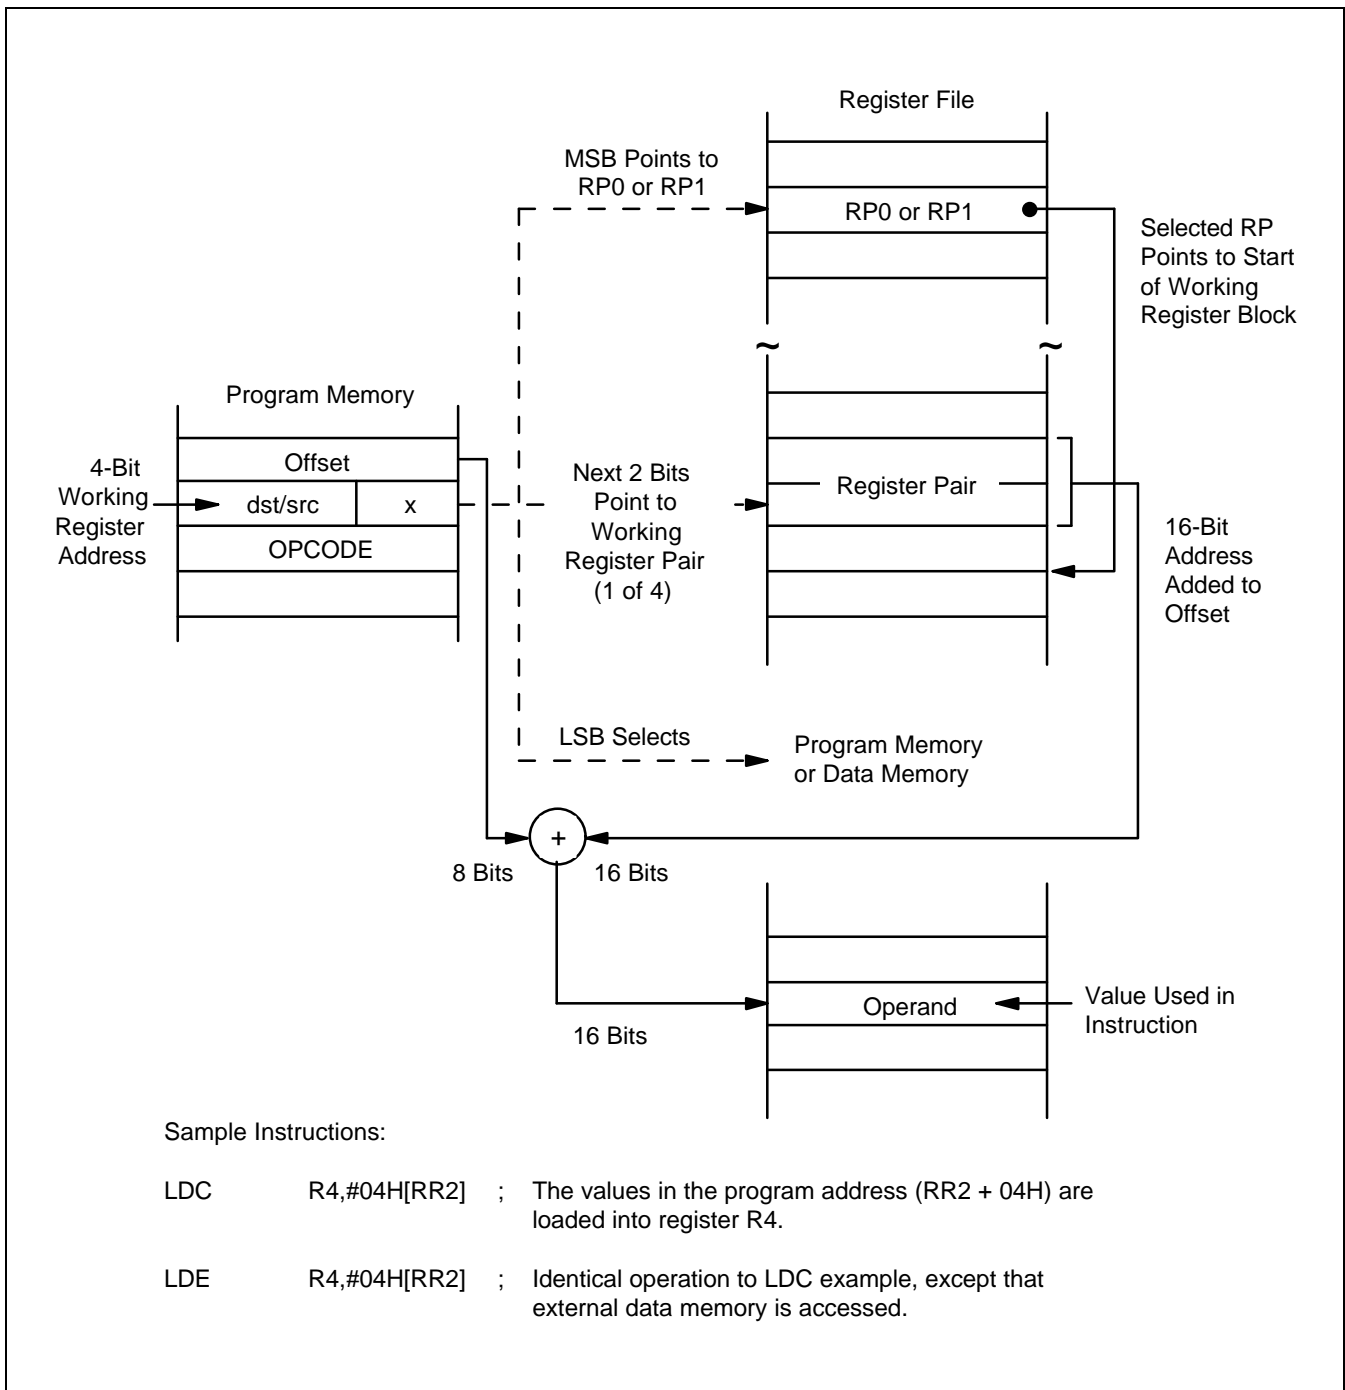 Register File
MSB Points to
RP0 or RP1
RP0 or RP1
Selected RP
Points to Start
of Working
Register Block
~ ~
Program Memory
4-Bit
Working
Register
Address
Offset
dst/src x
OPCODE
Next 2 Bits
Point to
Working
Register Pair
(1 of 4)
Register Pair
16-Bit
Address
Added to
Offset
LSB Selects
Program Memory
or Data Memory
+
8 Bits 16 Bits
16 Bits
Operand
Value Used in
Instruction
Sample Instructions:
LDC R4,#04H[RR2] ; The values in the program address (RR2 + 04H) are
loaded into register R4.
LDE R4,#04H[RR2] ; Identical operation to LDC example, except that
external data memory is accessed.